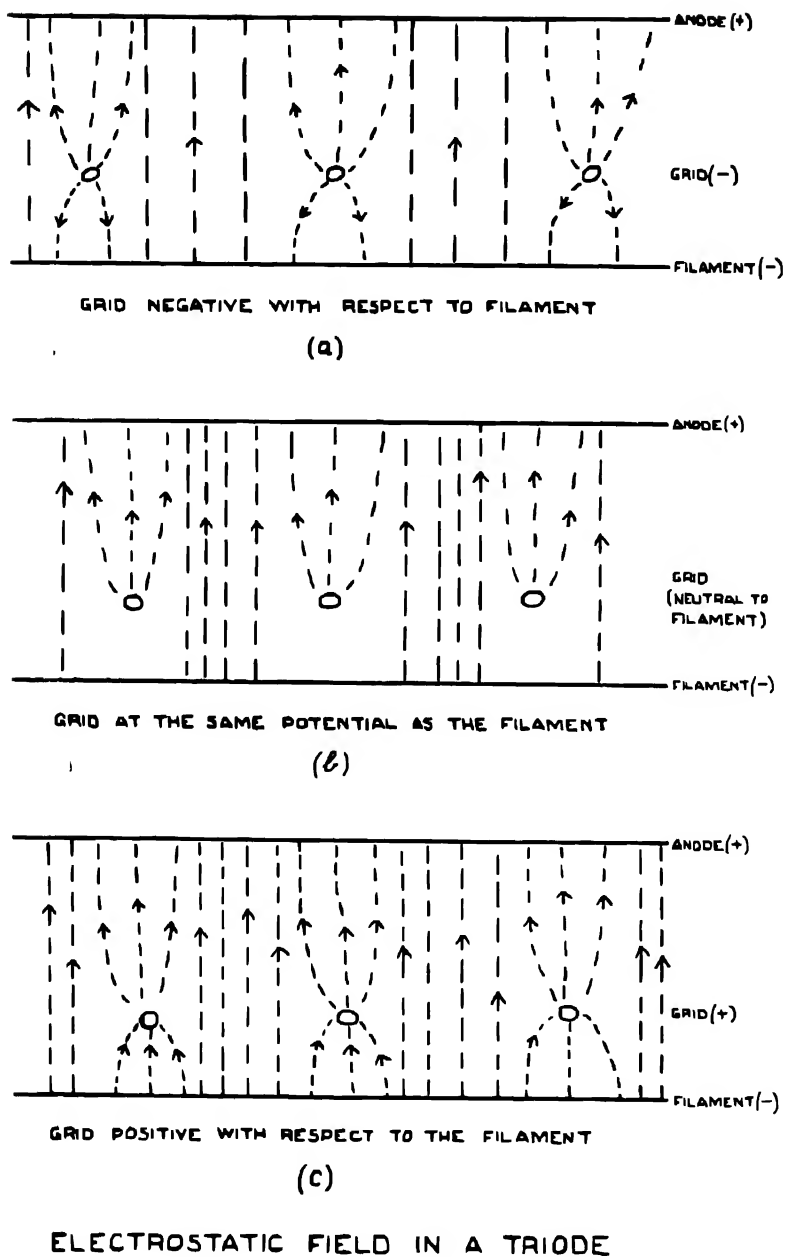 ANODE(+)
GRID(-)
FILAMENT(-)
GRID NEGATIVE WITH RESPECT TO FILAMENT
(a)
ANODE(+)
GRID
(NEUTRAL TO
FILAMENT)
FILAMENT(-)
GRID AT THE SAME POTENTIAL AS THE FILAMENT
(b)
ANODE(+)
GRID(+)
FILAMENT(-)
GRID POSITIVE WITH RESPECT TO THE FILAMENT
(c)
ELECTROSTATIC FIELD IN A TRIODE